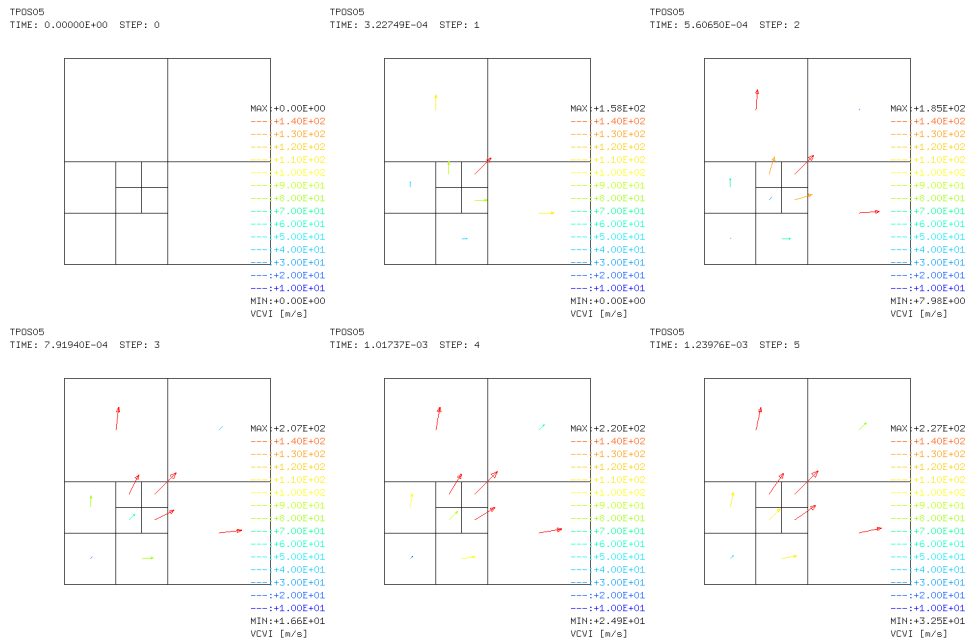 TPOS05
TIME: 0.00000E+00 STEP: 0
MAX:+0.00E+00
---:+1.40E+02
---:+1.30E+02
---:+1.20E+02
---:+1.10E+02
---:+9.00E+01
---:+8.00E+01
---:+7.00E+01
---:+6.00E+01
---:+5.00E+01
---:+4.00E+01
---:+3.00E+01
---:+2.00E+01
---:+1.00E+01
MIN:+0.00E+00
VCVI [m/s]
TPOS05
TIME: 3.22749E-04 STEP: 1
MAX:+1.58E+02
---:+1.40E+02
---:+1.30E+02
---:+1.20E+02
---:+1.10E+02
---:+9.00E+01
---:+8.00E+01
---:+7.00E+01
---:+6.00E+01
---:+5.00E+01
---:+4.00E+01
---:+3.00E+01
---:+2.00E+01
---:+1.00E+01
MIN:+0.00E+00
VCVI [m/s]
TPOS05
TIME: 5.60650E-04 STEP: 2
MAX:+1.85E+02
---:+1.40E+02
---:+1.30E+02
---:+1.20E+02
---:+1.10E+02
---:+9.00E+01
---:+8.00E+01
---:+7.00E+01
---:+6.00E+01
---:+5.00E+01
---:+4.00E+01
---:+3.00E+01
---:+2.00E+01
---:+1.00E+01
MIN:+7.98E+00
VCVI [m/s]
TPOS05
TIME: 7.91940E-04 STEP: 3
MAX:+2.07E+02
---:+1.40E+02
---:+1.30E+02
---:+1.20E+02
---:+1.10E+02
---:+9.00E+01
---:+8.00E+01
---:+7.00E+01
---:+6.00E+01
---:+5.00E+01
---:+4.00E+01
---:+3.00E+01
---:+2.00E+01
---:+1.00E+01
MIN:+1.66E+01
VCVI [m/s]
TPOS05
TIME: 1.01737E-03 STEP: 4
MAX:+2.20E+02
---:+1.40E+02
---:+1.30E+02
---:+1.20E+02
---:+1.10E+02
---:+9.00E+01
---:+8.00E+01
---:+7.00E+01
---:+6.00E+01
---:+5.00E+01
---:+4.00E+01
---:+3.00E+01
---:+2.00E+01
---:+1.00E+01
MIN:+2.49E+01
VCVI [m/s]
TPOS05
TIME: 1.23976E-03 STEP: 5
MAX:+2.27E+02
---:+1.40E+02
---:+1.30E+02
---:+1.20E+02
---:+1.10E+02
---:+9.00E+01
---:+8.00E+01
---:+7.00E+01
---:+6.00E+01
---:+5.00E+01
---:+4.00E+01
---:+3.00E+01
---:+2.00E+01
---:+1.00E+01
MIN:+3.25E+01
VCVI [m/s]